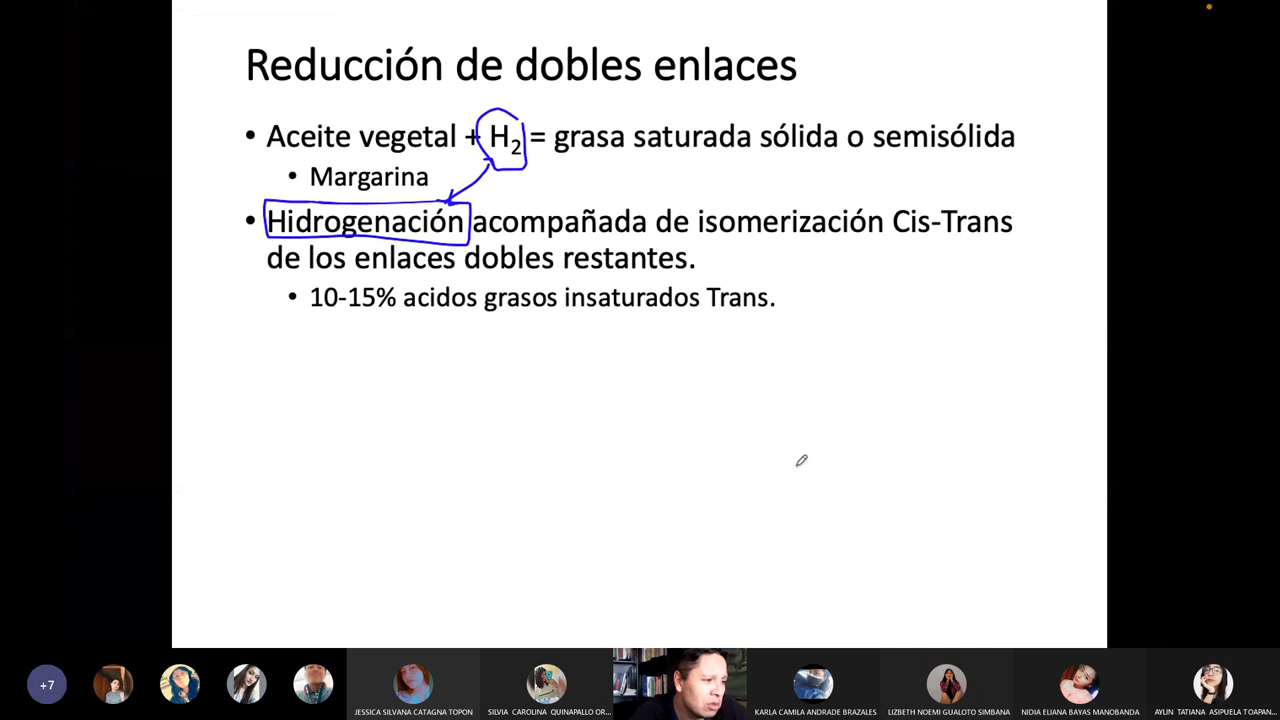 Reducción de dobles enlaces
• Aceite vegetal + H₂ = grasa saturada sólida o semisólida
• Margarina
• Hidrogenación acompañada de isomerización Cis-Trans
de los enlaces dobles restantes.
• 10-15% acidos grasos insaturados Trans.
+7
JESSICA SILVANA CATAGNA TOPON
SILVIA CAROLINA QUINAPALLO OR...
KARLA CAMILA ANDRADE BRAZALES
LIZBETH NOEMI GUALOTO SIMBANA
NIDIA ELIANA BAYAS MANOBANDA
AYLIN TATIANA ASIPUELA TOAPAN...